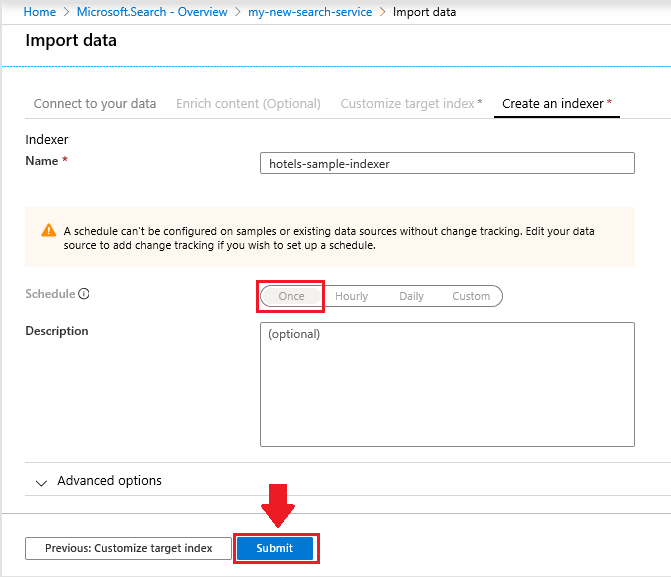 Home > Microsoft.Search - Overview > my-new-search-service > Import data
Import data
Connect to your data Enrich content (Optional) Customize target index * Create an indexer *
Indexer
Name *
hotels-sample-indexer
A schedule can't be configured on samples or existing data sources without change tracking. Edit your data
source to add change tracking if you wish to set up a schedule.
Schedule
Once Hourly Daily Custom
Description
(optional)
Advanced options
Previous: Customize target index Submit